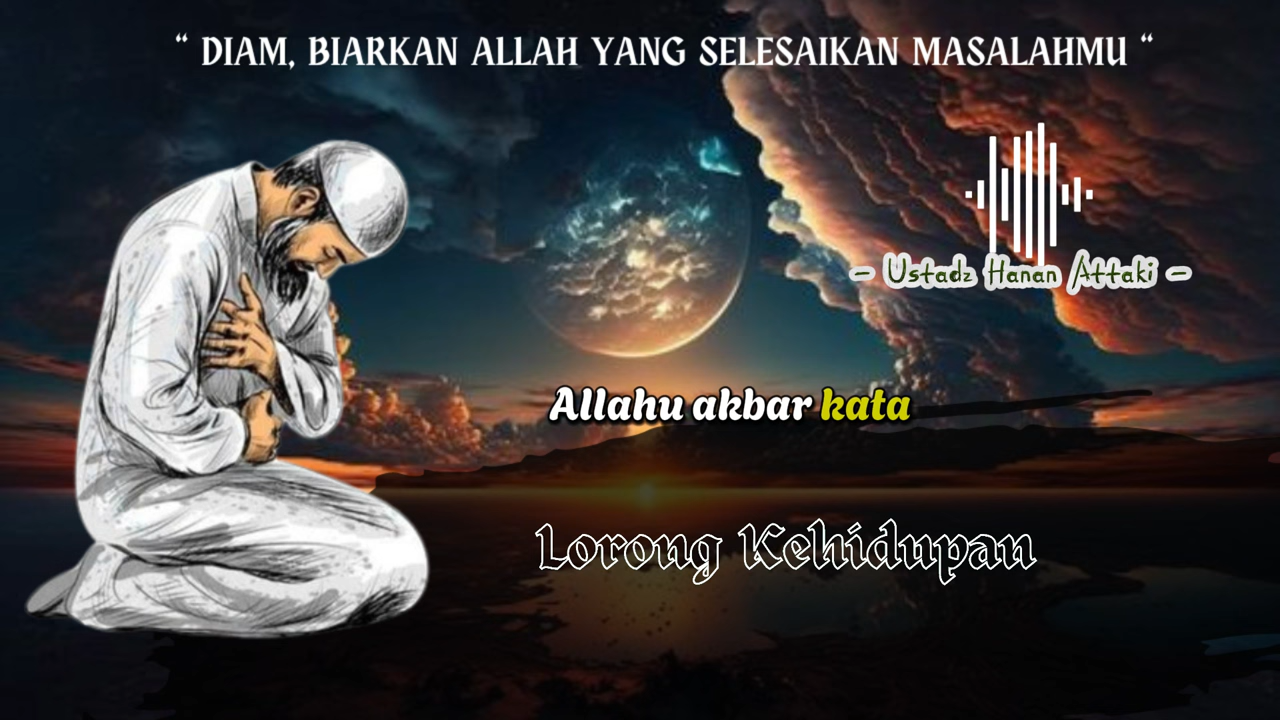 “ DIAM, BIARKAN ALLAH YANG SELESAIKAN MASALAHMU “
- Ustadz Hanan Attaki -
Allahu akbar kata
Lorong Kehidupan